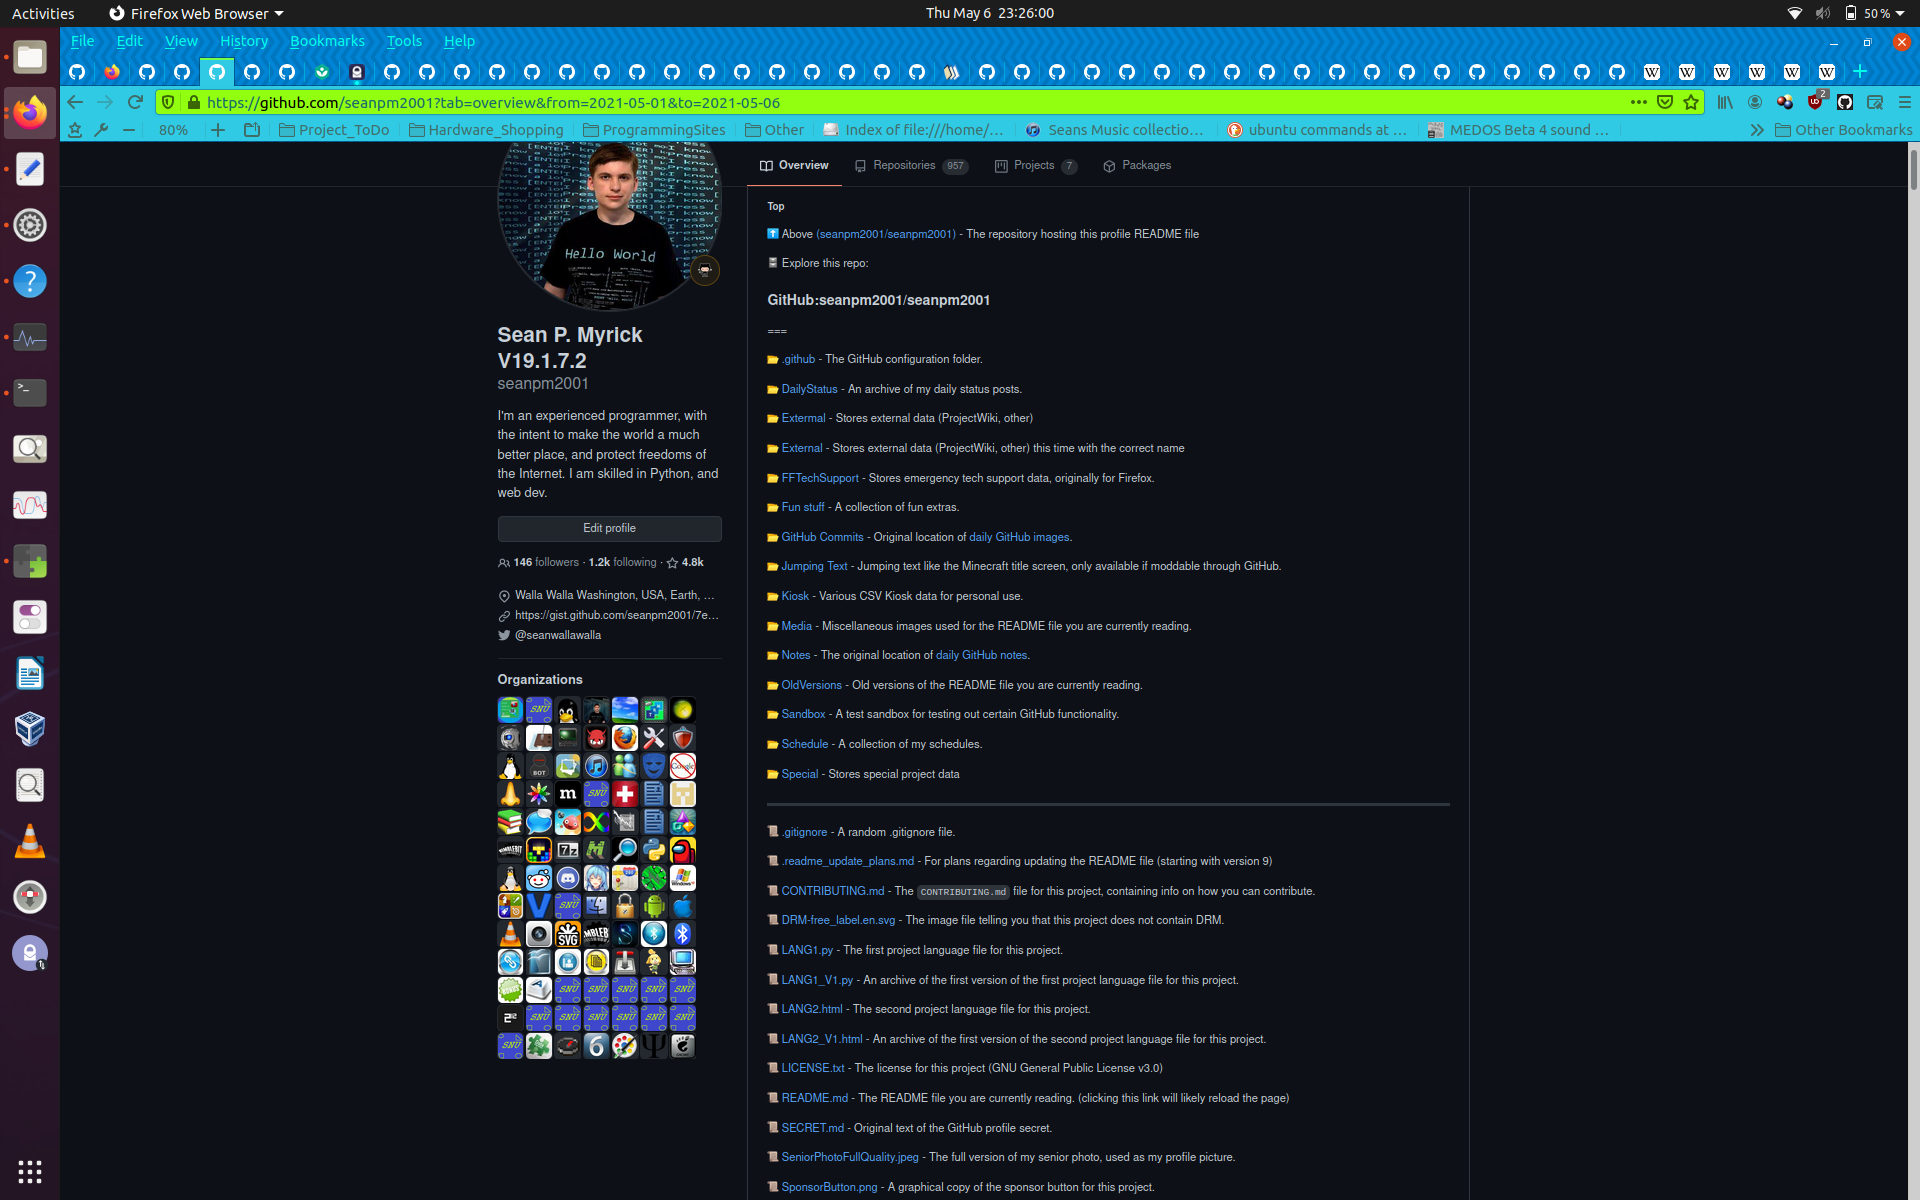 Activities
Firefox Web Browser
Thu May 6 23:26:00
50 %
File Edit View History Bookmarks Tools Help
https://github.com/seanpm2001?tab=overview&from=2021-05-01&to=2021-05-06
2
80%
Project_ToDo
Hardware_Shopping
ProgrammingSites
Other
Index of file:///home/...
Seans Music collectio...
ubuntu commands at ...
MEDOS Beta 4 sound ...
Other Bookmarks
Overview
Repositories 957
Projects 7
Packages
Hello World
Sean P. Myrick
V19.1.7.2
seanpm2001
I'm an experienced programmer, with
the intent to make the world a much
better place, and protect freedoms of
the Internet. I am skilled in Python, and
web dev.
Edit profile
146 followers · 1.2k following · 4.8k
Walla Walla Washington, USA, Earth, ...
https://gist.github.com/seanpm2001/7e...
@seanwallawalla
Organizations
Top
Above (seanpm2001/seanpm2001) - The repository hosting this profile README file
Explore this repo:
GitHub:seanpm2001/seanpm2001
===
.github - The GitHub configuration folder.
DailyStatus - An archive of my daily status posts.
Extermal - Stores external data (ProjectWiki, other)
External - Stores external data (ProjectWiki, other) this time with the correct name
FFTechSupport - Stores emergency tech support data, originally for Firefox.
Fun stuff - A collection of fun extras.
GitHub Commits - Original location of daily GitHub images.
Jumping Text - Jumping text like the Minecraft title screen, only available if moddable through GitHub.
Kiosk - Various CSV Kiosk data for personal use.
Media - Miscellaneous images used for the README file you are currently reading.
Notes - The original location of daily GitHub notes.
OldVersions - Old versions of the README file you are currently reading.
Sandbox - A test sandbox for testing out certain GitHub functionality.
Schedule - A collection of my schedules.
Special - Stores special project data
.gitignore - A random .gitignore file.
.readme_update_plans.md - For plans regarding updating the README file (starting with version 9)
CONTRIBUTING.md - The CONTRIBUTING.md file for this project, containing info on how you can contribute.
DRM-free_label.en.svg - The image file telling you that this project does not contain DRM.
LANG1.py - The first project language file for this project.
LANG1_V1.py - An archive of the first version of the first project language file for this project.
LANG2.html - The second project language file for this project.
LANG2_V1.html - An archive of the first version of the second project language file for this project.
LICENSE.txt - The license for this project (GNU General Public License v3.0)
README.md - The README file you are currently reading. (clicking this link will likely reload the page)
SECRET.md - Original text of the GitHub profile secret.
SeniorPhotoFullQuality.jpeg - The full version of my senior photo, used as my profile picture.
SponsorButton.png - A graphical copy of the sponsor button for this project.